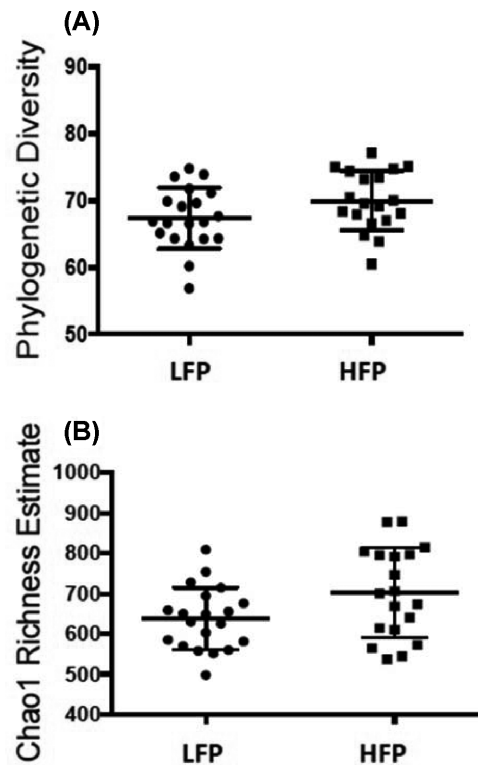 (A)
Phylogenetic Diversity
90
80
70
60
50
LFP
HFP
(B)
Chao1 Richness Estimate
1000
900
800
700
600
500
400
LFP
HFP